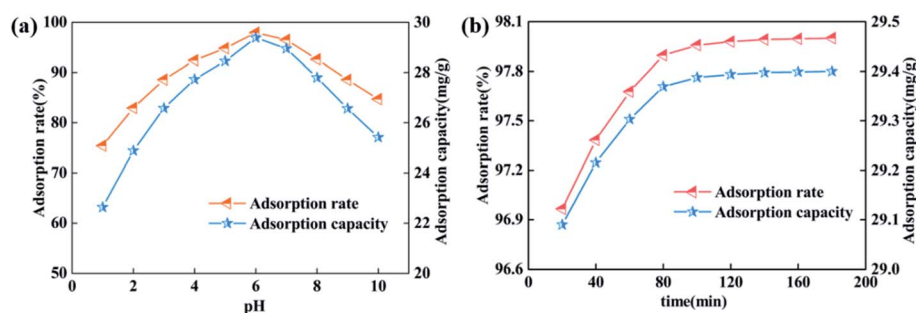 (a)
100
90
80
70
60
50
Adsorption rate(%)
30
28
26
24
22
20
Adsorption capacity(mg/g)
Adsorption rate
Adsorption capacity
0 2 4 6 8 10
pH
(b)
98.1
97.8
97.5
97.2
96.9
96.6
Adsorption rate(%)
29.5
29.4
29.3
29.2
29.1
29.0
Adsorption capacity(mg/g)
Adsorption rate
Adsorption capacity
0 40 80 120 160 200
time(min)